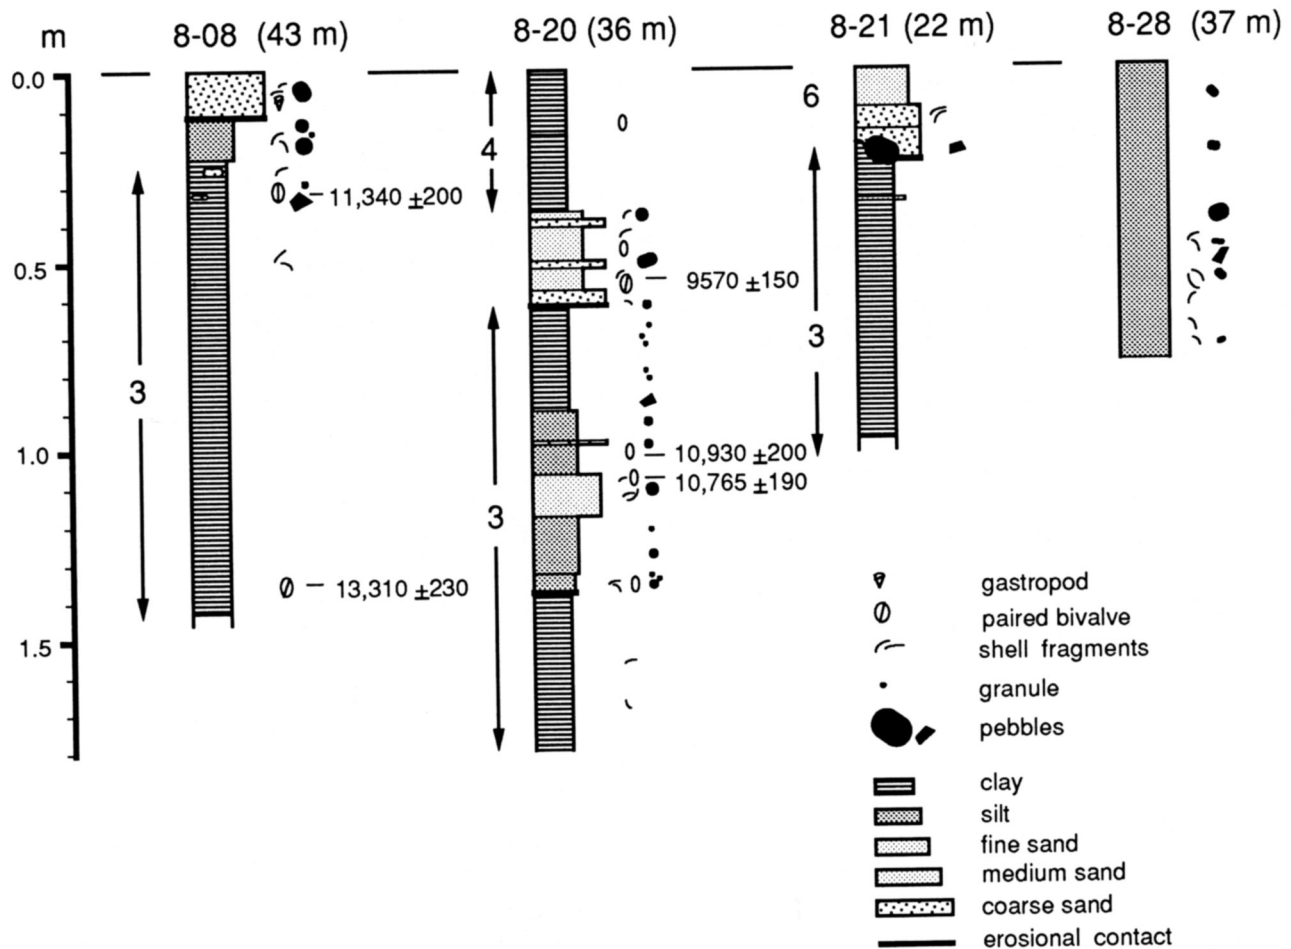 m 8-08 (43 m) 8-20 (36 m) 8-21 (22 m) 8-28 (37 m)
0.0
6
4
11,340 ±200
0.5
9570 ±150
3
3
1.0
10,930 ±200
10,765 ±190
3
13,310 ±230
1.5
gastropod
paired bivalve
shell fragments
granule
pebbles
clay
silt
fine sand
medium sand
coarse sand
erosional contact